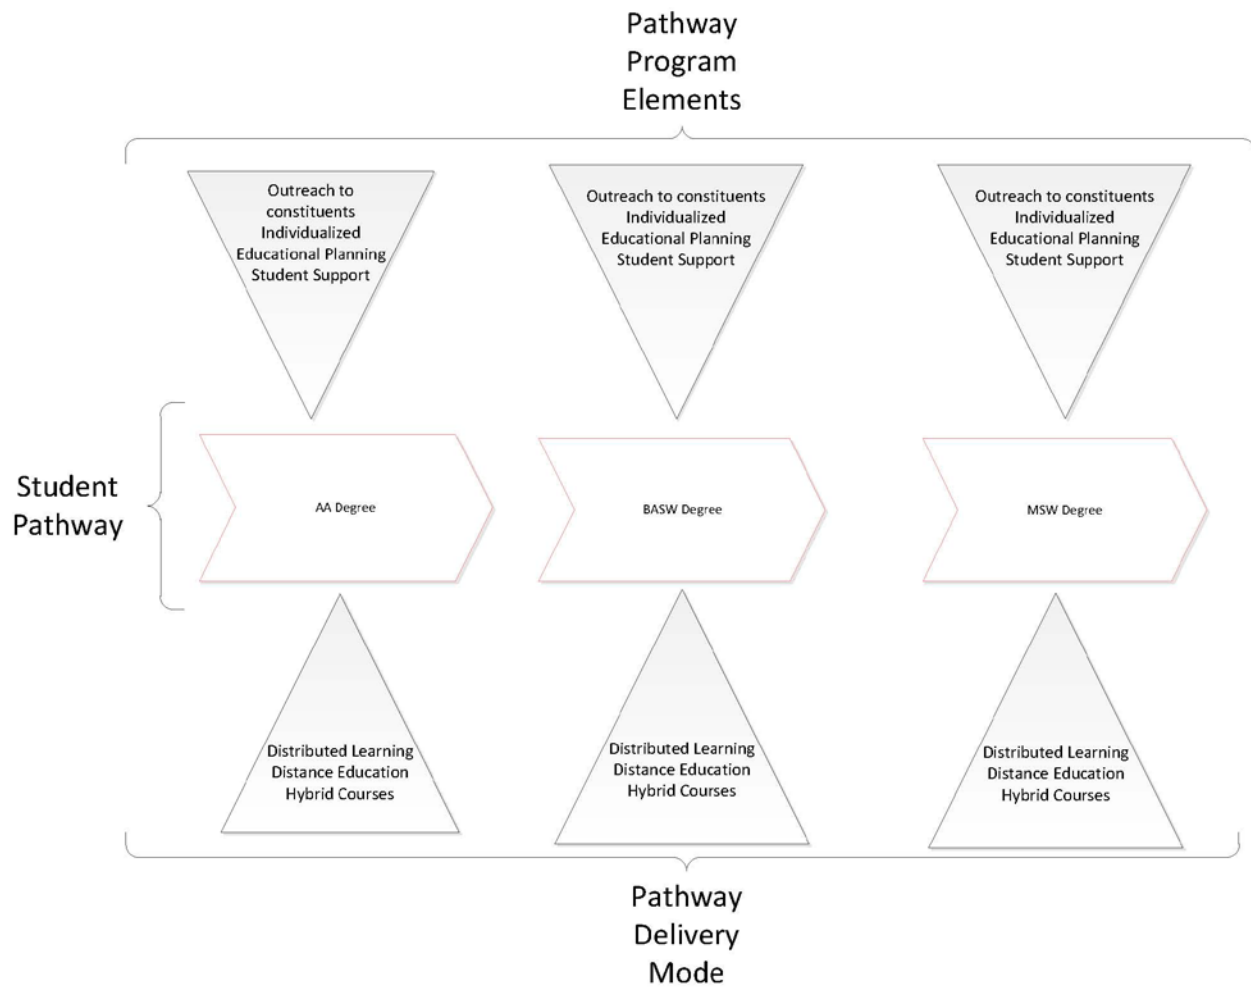 Pathway
Program
Elements
Outreach to
constituents
Individualized
Educational Planning
Student Support
Outreach to constituents
Individualized
Educational Planning
Student Support
Outreach to constituents
Individualized
Educational Planning
Student Support
Student
Pathway
AA Degree
BASW Degree
MSW Degree
Distributed Learning
Distance Education
Hybrid Courses
Distributed Learning
Distance Education
Hybrid Courses
Distributed Learning
Distance Education
Hybrid Courses
Pathway
Delivery
Mode